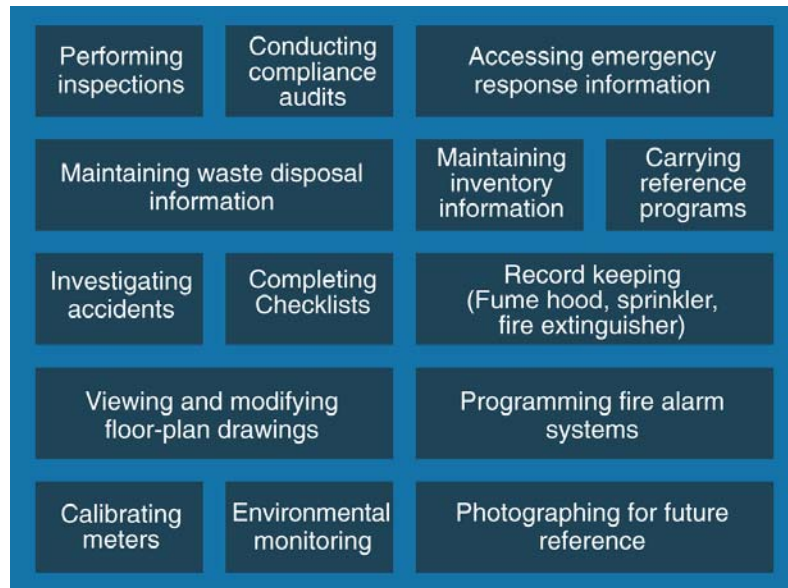 Performing
inspections
Conducting
compliance
audits
Accessing emergency
response information
Maintaining waste disposal
information
Maintaining
inventory
information
Carrying
reference
programs
Investigating
accidents
Completing
Checklists
Record keeping
(Fume hood, sprinkler,
fire extinguisher)
Viewing and modifying
floor-plan drawings
Programming fire alarm
systems
Calibrating
meters
Environmental
monitoring
Photographing for future
reference